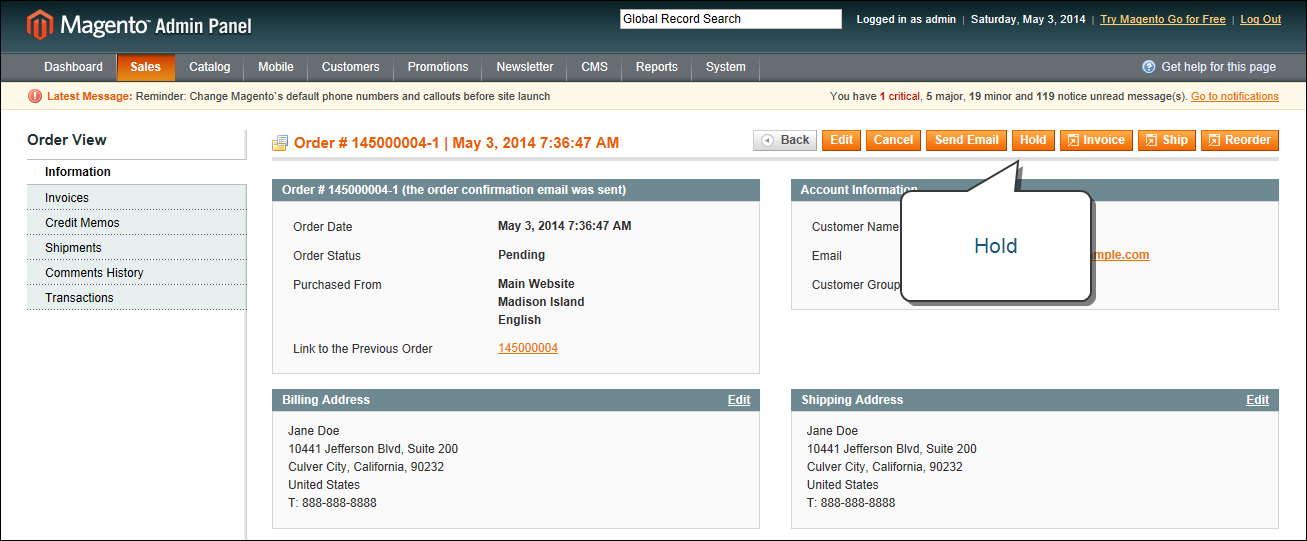 Magento™ Admin Panel
Global Record Search
Logged in as admin | Saturday, May 3, 2014 | Try Magento Go for Free | Log Out
Dashboard Sales Catalog Mobile Customers Promotions Newsletter CMS Reports System Get help for this page
Latest Message: Reminder: Change Magento`s default phone numbers and callouts before site launch
You have 1 critical, 5 major, 19 minor and 119 notice unread message(s). Go to notifications
Order View
Information
Invoices
Credit Memos
Shipments
Comments History
Transactions
Order # 145000004-1 | May 3, 2014 7:36:47 AM
Back Edit Cancel Send Email Hold Invoice Ship Reorder
Order # 145000004-1 (the order confirmation email was sent)
Order Date May 3, 2014 7:36:47 AM
Order Status Pending
Purchased From Main Website
Madison Island
English
Link to the Previous Order 145000004
Account Information
Customer Name
Email mple.com
Customer Group
Hold
Billing Address Edit
Jane Doe
10441 Jefferson Blvd, Suite 200
Culver City, California, 90232
United States
T: 888-888-8888
Shipping Address Edit
Jane Doe
10441 Jefferson Blvd, Suite 200
Culver City, California, 90232
United States
T: 888-888-8888